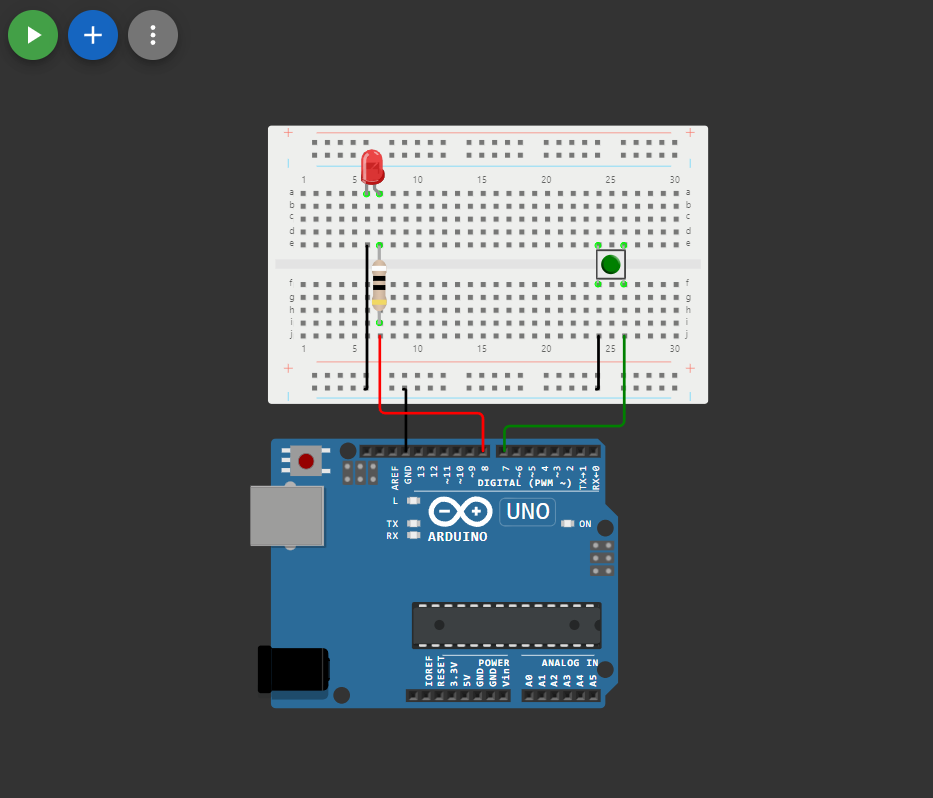 + +
1 5 10 15 20 25 30
a a
b b
c c
d d
e e
f f
g g
h h
i i
j j
1 5 10 15 20 25 30
+ +
AREF GND 13 12 ~11 ~10 ~9 8 7 ~6 ~5 4 ~3 2 TX→1 RX←0
DIGITAL (PWM ~)
L
TX
RX
UNO
ON
ARDUINO
POWER
ANALOG IN
IOREF RESET 3.3V 5V GND GND Vin A0 A1 A2 A3 A4 A5